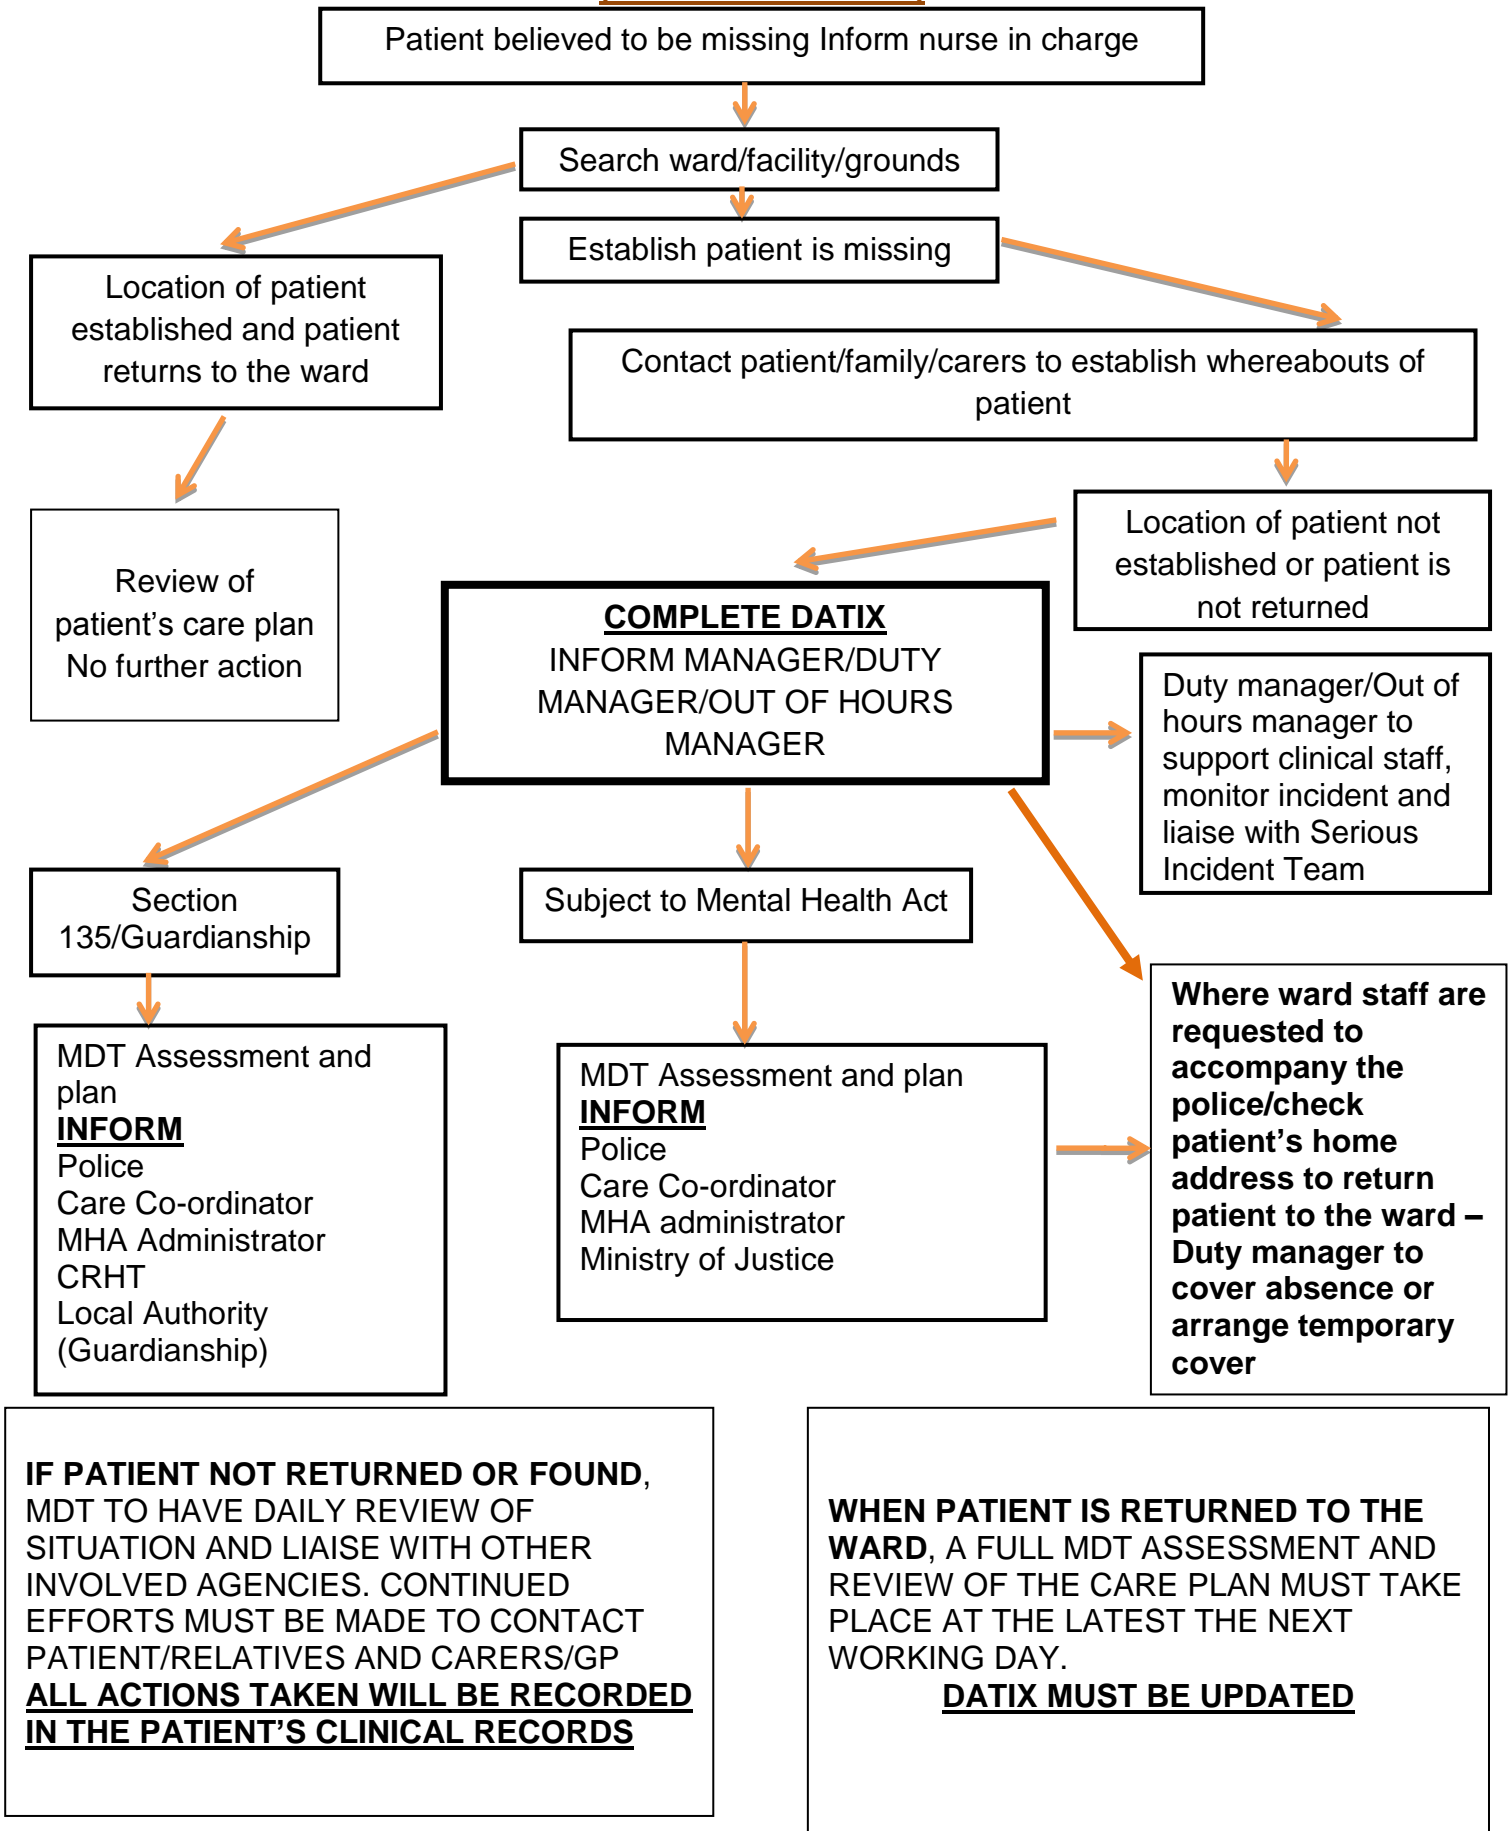 Patient believed to be missing Inform nurse in charge
Search ward/facility/grounds
Establish patient is missing
Location of patient
established and patient
returns to the ward
Contact patient/family/carers to establish whereabouts of
patient
Location of patient not
established or patient is
not returned
Review of
patient’s care plan
No further action
COMPLETE DATIX
INFORM MANAGER/DUTY
MANAGER/OUT OF HOURS
MANAGER
Duty manager/Out of
hours manager to
support clinical staff,
monitor incident and
liaise with Serious
Incident Team
Section
135/Guardianship
Subject to Mental Health Act
Where ward staff are
requested to
accompany the
police/check
patient’s home
address to return
patient to the ward –
Duty manager to
cover absence or
arrange temporary
cover
MDT Assessment and
plan
INFORM
Police
Care Co-ordinator
MHA Administrator
CRHT
Local Authority
(Guardianship)
MDT Assessment and plan
INFORM
Police
Care Co-ordinator
MHA administrator
Ministry of Justice
IF PATIENT NOT RETURNED OR FOUND,
MDT TO HAVE DAILY REVIEW OF
SITUATION AND LIAISE WITH OTHER
INVOLVED AGENCIES. CONTINUED
EFFORTS MUST BE MADE TO CONTACT
PATIENT/RELATIVES AND CARERS/GP
ALL ACTIONS TAKEN WILL BE RECORDED
IN THE PATIENT’S CLINICAL RECORDS
WHEN PATIENT IS RETURNED TO THE
WARD, A FULL MDT ASSESSMENT AND
REVIEW OF THE CARE PLAN MUST TAKE
PLACE AT THE LATEST THE NEXT
WORKING DAY.
DATIX MUST BE UPDATED